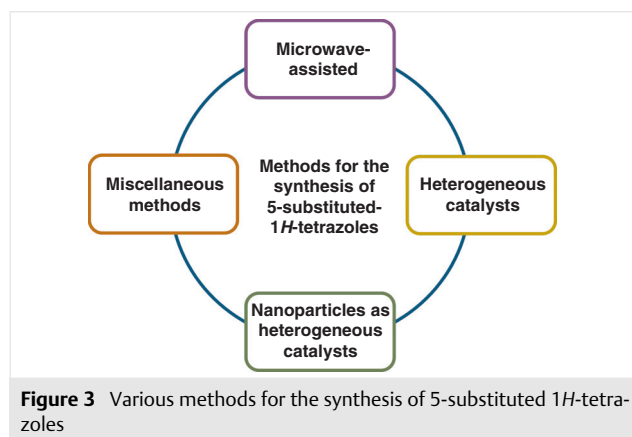 Microwave-
assisted
Miscellaneous
methods
Methods for the
synthesis of
5-substituted-
1H-tetrazoles
Heterogeneous
catalysts
Nanoparticles as
heterogeneous
catalysts
Figure 3 Various methods for the synthesis of 5-substituted 1H-tetra-
zoles